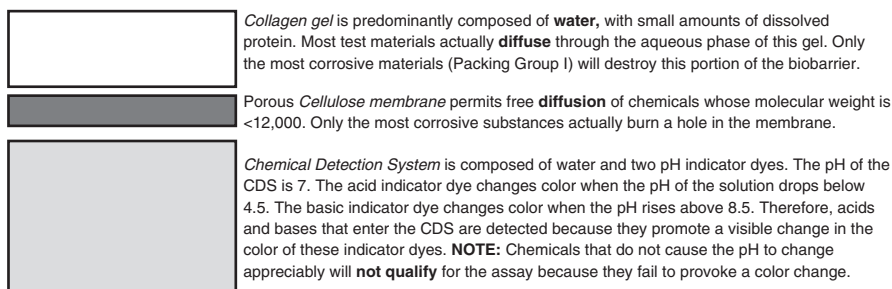 Collagen gel is predominantly composed of water, with small amounts of dissolved
protein. Most test materials actually diffuse through the aqueous phase of this gel. Only
the most corrosive materials (Packing Group I) will destroy this portion of the biobarrier.
Porous Cellulose membrane permits free diffusion of chemicals whose molecular weight is
<12,000. Only the most corrosive substances actually burn a hole in the membrane.
Chemical Detection System is composed of water and two pH indicator dyes. The pH of the
CDS is 7. The acid indicator dye changes color when the pH of the solution drops below
4.5. The basic indicator dye changes color when the pH rises above 8.5. Therefore, acids
and bases that enter the CDS are detected because they promote a visible change in the
color of these indicator dyes. NOTE: Chemicals that do not cause the pH to change
appreciably will not qualify for the assay because they fail to provoke a color change.